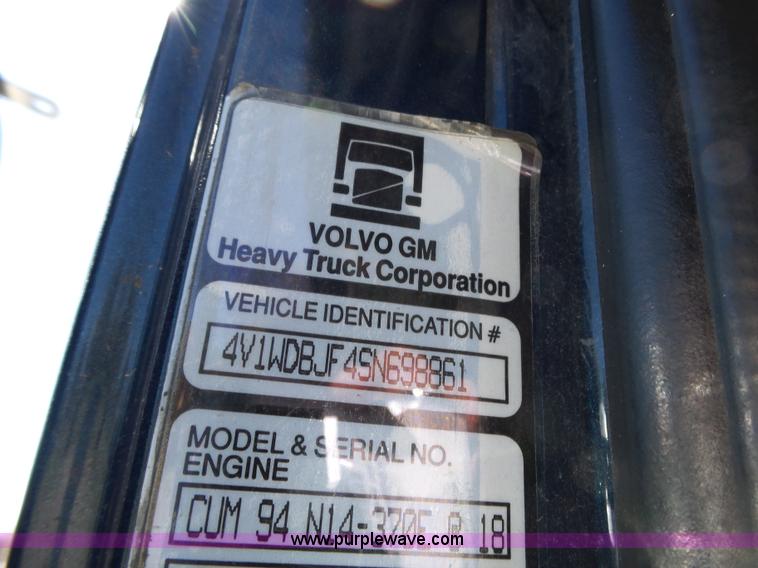 VOLVO GM
Heavy Truck Corporation
VEHICLE IDENTIFICATION #
4V1WDBJF4SN698861
MODEL & SERIAL NO.
ENGINE
CUM 94 N14-370E @ 18
www.purplewave.com